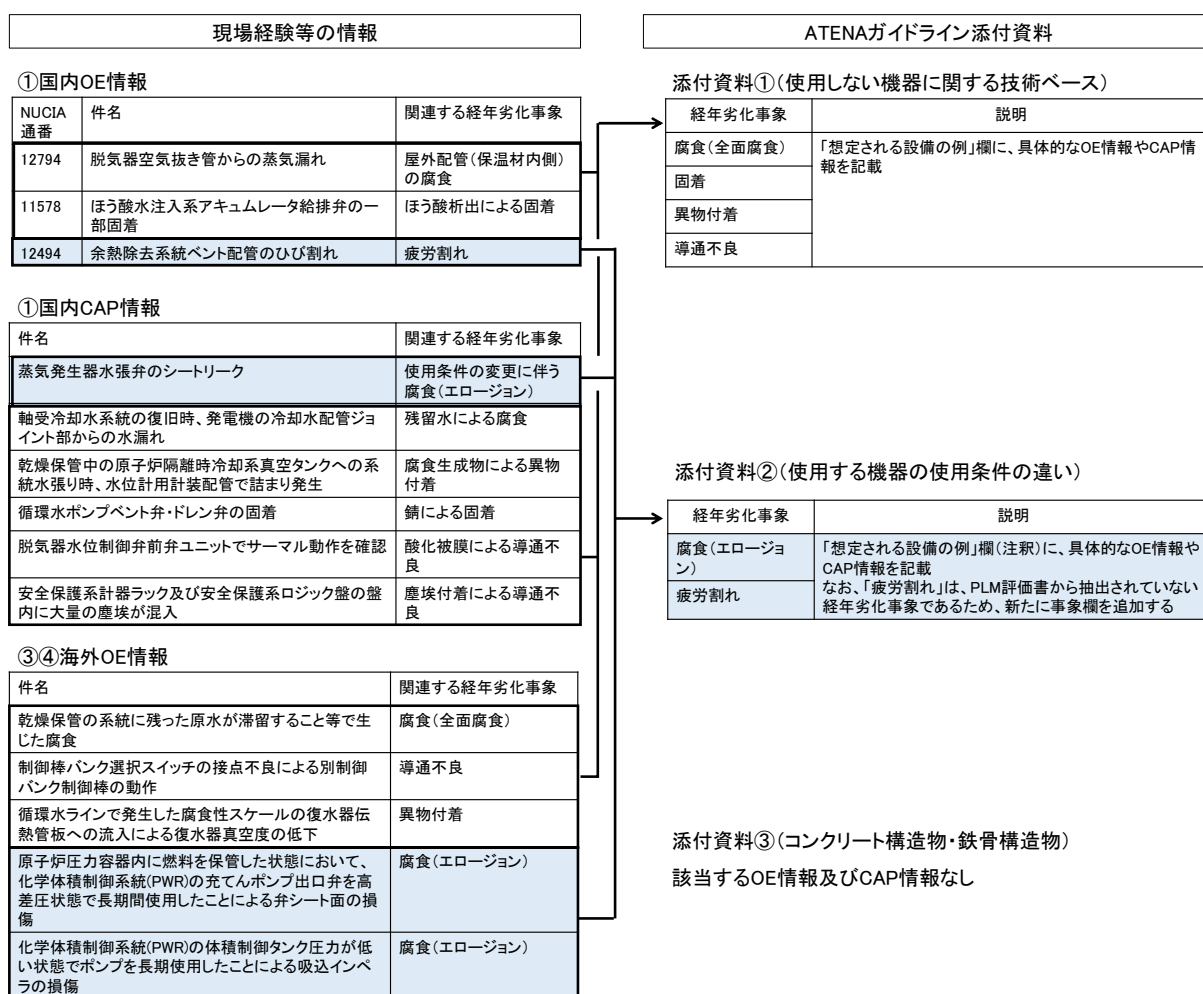 現場経験等の情報
ATENAガイドライン添付資料
①国内OE情報
NUCIA
通番
件名
関連する経年劣化事象
12794
脱気器空気抜き管からの蒸気漏れ
屋外配管(保温材内側)
の腐食
11578
ほう酸水注入系アキュムレータ給排弁の一
部固着
ほう酸析出による固着
12494
余熱除去系統ベント配管のひび割れ
疲労割れ
①国内CAP情報
件名
関連する経年劣化事象
蒸気発生器水張弁のシートリーク
使用条件の変更に伴う
腐食(エロージョン)
軸受冷却水系統の復旧時、発電機の冷却水配管ジョ
イント部からの水漏れ
残留水による腐食
乾燥保管中の原子炉隔離時冷却系真空タンクへの系
統水張り時、水位計用計装配管で詰まり発生
腐食生成物による異物
付着
循環水ポンプベント弁・ドレン弁の固着
錆による固着
脱気器水位制御弁前弁ユニットでサーマル動作を確認
酸化被膜による導通不
良
安全保護系計器ラック及び安全保護系ロジック盤の盤
内に大量の塵埃が混入
塵埃付着による導通不
良
③④海外OE情報
件名
関連する経年劣化事象
乾燥保管の系統に残った原水が滞留すること等で生
じた腐食
腐食(全面腐食)
制御棒バンク選択スイッチの接点不良による別制御
バンク制御棒の動作
導通不良
循環水ラインで発生した腐食性スケールの復水器伝
熱管板への流入による復水器真空度の低下
異物付着
原子炉圧力容器内に燃料を保管した状態において、
化学体積制御系統(PWR)の充てんポンプ出口弁を高
差圧状態で長期間使用したことによる弁シート面の損
傷
腐食(エロージョン)
化学体積制御系統(PWR)の体積制御タンク圧力が低
い状態でポンプを長期使用したことによる吸込インペ
ラの損傷
腐食(エロージョン)
添付資料①(使用しない機器に関する技術ベース)
経年劣化事象
説明
腐食(全面腐食)
「想定される設備の例」欄に、具体的なOE情報やCAP情
報を記載
固着
異物付着
導通不良
添付資料②(使用する機器の使用条件の違い)
経年劣化事象
説明
腐食(エロージョ
ン)
「想定される設備の例」欄(注釈)に、具体的なOE情報や
CAP情報を記載
なお、「疲労割れ」は、PLM評価書から抽出されていない
経年劣化事象であるため、新たに事象欄を追加する
疲労割れ
添付資料③(コンクリート構造物・鉄骨構造物)
該当するOE情報及びCAP情報なし